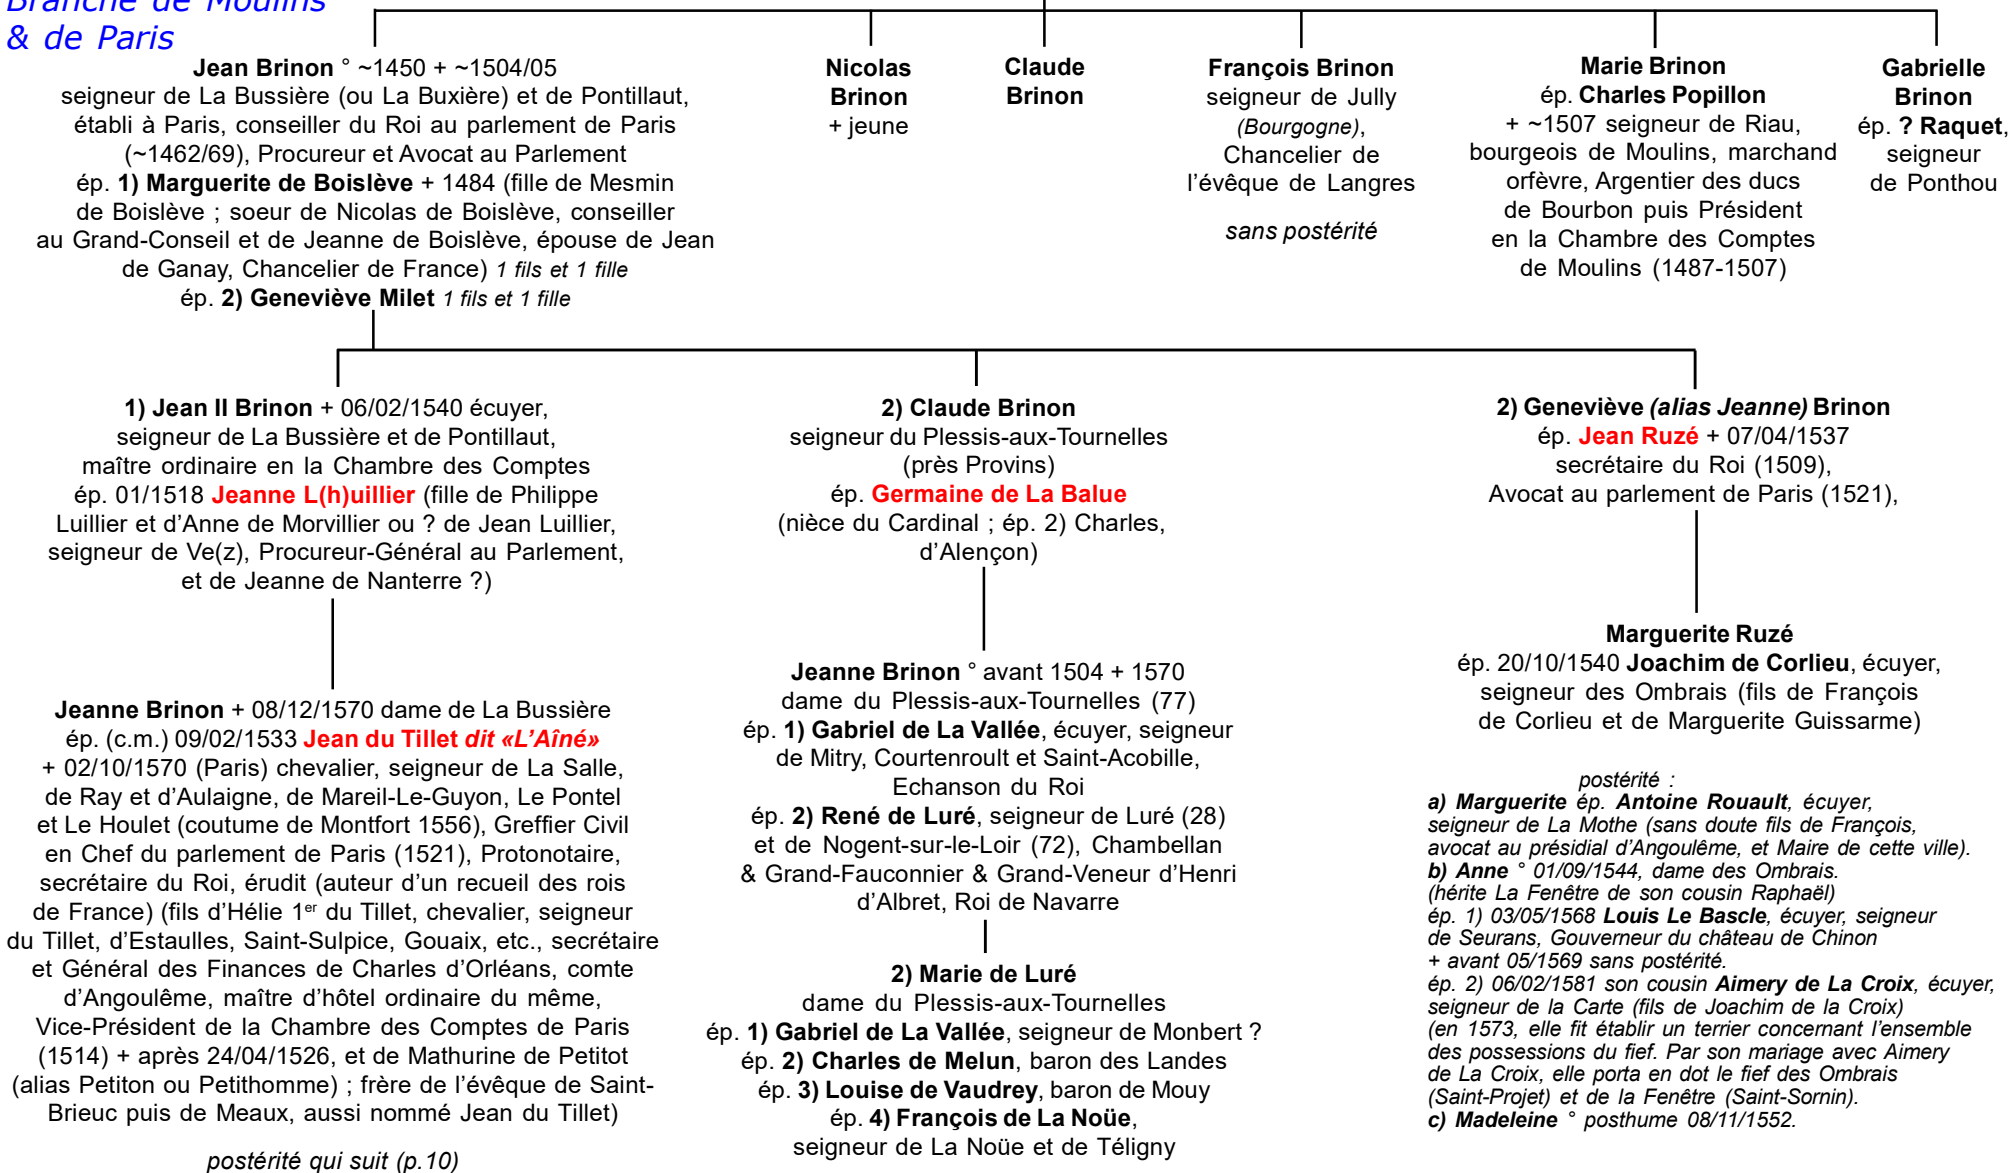 Branche de Moulins
& de Paris
Jean Brinon ° ~1450 + ~1504/05
seigneur de La Bussière (ou La Buxière) et de Pontillaut,
établi à Paris, conseiller du Roi au parlement de Paris
(~1462/69), Procureur et Avocat au Parlement
ép. 1) Marguerite de Boislève + 1484 (fille de Mesmin
de Boislève ; soeur de Nicolas de Boislève, conseiller
au Grand-Conseil et de Jeanne de Boislève, épouse de Jean
de Ganay, Chancelier de France) 1 fils et 1 fille
ép. 2) Geneviève Milet 1 fils et 1 fille
Nicolas
Brinon
+ jeune
Claude
Brinon
François Brinon
seigneur de Jully
(Bourgogne),
Chancelier de
l'évêque de Langres
sans postérité
Marie Brinon
ép. Charles Popillon
+ ~1507 seigneur de Riau,
bourgeois de Moulins, marchand
orfèvre, Argentier des ducs
de Bourbon puis Président
en la Chambre des Comptes
de Moulins (1487-1507)
Gabrielle
Brinon
ép. ? Raquet,
seigneur
de Ponthou
1) Jean II Brinon + 06/02/1540 écuyer,
seigneur de La Bussière et de Pontillaut,
maître ordinaire en la Chambre des Comptes
ép. 01/1518 Jeanne L(h)uillier (fille de Philippe
Luillier et d'Anne de Morvillier ou ? de Jean Luillier,
seigneur de Ve(z), Procureur-Général au Parlement,
et de Jeanne de Nanterre ?)
2) Claude Brinon
seigneur du Plessis-aux-Tournelles
(près Provins)
ép. Germaine de La Balue
(nièce du Cardinal ; ép. 2) Charles,
d'Alençon)
2) Geneviève (alias Jeanne) Brinon
ép. Jean Ruzé + 07/04/1537
secrétaire du Roi (1509),
Avocat au parlement de Paris (1521),
Jeanne Brinon + 08/12/1570 dame de La Bussière
ép. (c.m.) 09/02/1533 Jean du Tillet dit «L'Aîné»
+ 02/10/1570 (Paris) chevalier, seigneur de La Salle,
de Ray et d'Aulaigne, de Mareil-Le-Guyon, Le Pontel
et Le Houlet (coutume de Montfort 1556), Greffier Civil
en Chef du parlement de Paris (1521), Protonotaire,
secrétaire du Roi, érudit (auteur d'un recueil des rois
de France) (fils d'Hélie 1er du Tillet, chevalier, seigneur
du Tillet, d'Estaulles, Saint-Sulpice, Gouaix, etc., secrétaire
et Général des Finances de Charles d'Orléans, comte
d'Angoulême, maître d'hôtel ordinaire du même,
Vice-Président de la Chambre des Comptes de Paris
(1514) + après 24/04/1526, et de Mathurine de Petitot
(alias Petiton ou Petithomme) ; frère de l'évêque de Saint-
Brieuc puis de Meaux, aussi nommé Jean du Tillet)
postérité qui suit (p.10)
Jeanne Brinon ° avant 1504 + 1570
dame du Plessis-aux-Tournelles (77)
ép. 1) Gabriel de La Vallée, écuyer, seigneur
de Mitry, Courtenroult et Saint-Acobille,
Echanson du Roi
ép. 2) René de Luré, seigneur de Luré (28)
et de Nogent-sur-le-Loir (72), Chambellan
& Grand-Fauconnier & Grand-Veneur d'Henri
d'Albret, Roi de Navarre
2) Marie de Luré
dame du Plessis-aux-Tournelles
ép. 1) Gabriel de La Vallée, seigneur de Monbert ?
ép. 2) Charles de Melun, baron des Landes
ép. 3) Louise de Vaudrey, baron de Mouy
ép. 4) François de La Noüe,
seigneur de La Noüe et de Téligny
Marguerite Ruzé
ép. 20/10/1540 Joachim de Corlieu, écuyer,
seigneur des Ombrais (fils de François
de Corlieu et de Marguerite Guissarme)
postérité :
a) Marguerite ép. Antoine Rouault, écuyer,
seigneur de La Mothe (sans doute fils de François,
avocat au présidial d'Angoulême, et Maire de cette ville).
b) Anne ° 01/09/1544, dame des Ombrais.
(hérite La Fenêtre de son cousin Raphaël)
ép. 1) 03/05/1568 Louis Le Bascle, écuyer, seigneur
de Seurans, Gouverneur du château de Chinon
+ avant 05/1569 sans postérité.
ép. 2) 06/02/1581 son cousin Aimery de La Croix, écuyer,
seigneur de la Carte (fils de Joachim de la Croix)
(en 1573, elle fit établir un terrier concernant l'ensemble
des possessions du fief. Par son mariage avec Aimery
de La Croix, elle porta en dot le fief des Ombrais
(Saint-Projet) et de la Fenêtre (Saint-Sornin).
c) Madeleine ° posthume 08/11/1552.